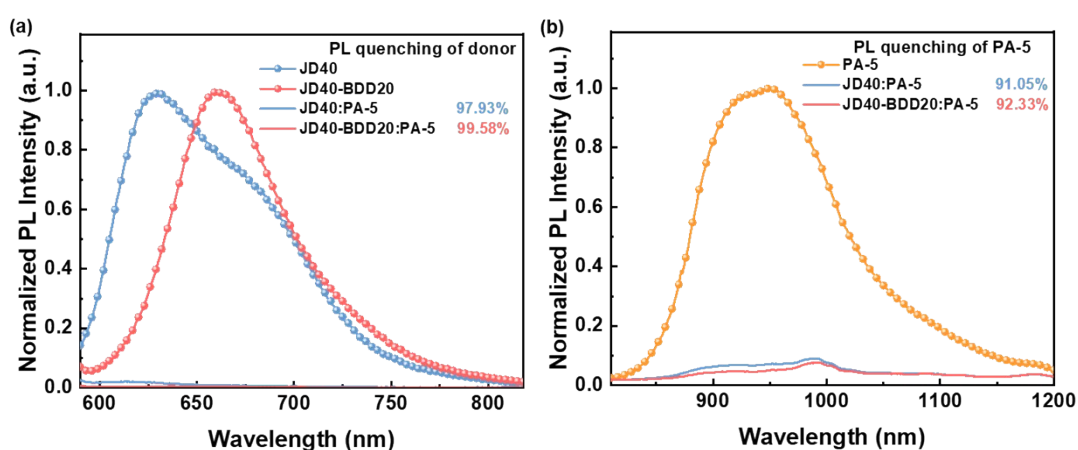 (a)
PL quenching of donor
JD40
JD40-BDD20
JD40:PA-5 97.93%
JD40-BDD20:PA-5 99.58%
Normalized PL Intensity (a.u.)
1.0
0.8
0.6
0.4
0.2
0.0
600 650 700 750 800
Wavelength (nm)
(b)
PL quenching of PA-5
PA-5
JD40:PA-5 91.05%
JD40-BDD20:PA-5 92.33%
Normalized PL Intensity (a.u.)
1.0
0.8
0.6
0.4
0.2
0.0
900 1000 1100 1200
Wavelength (nm)